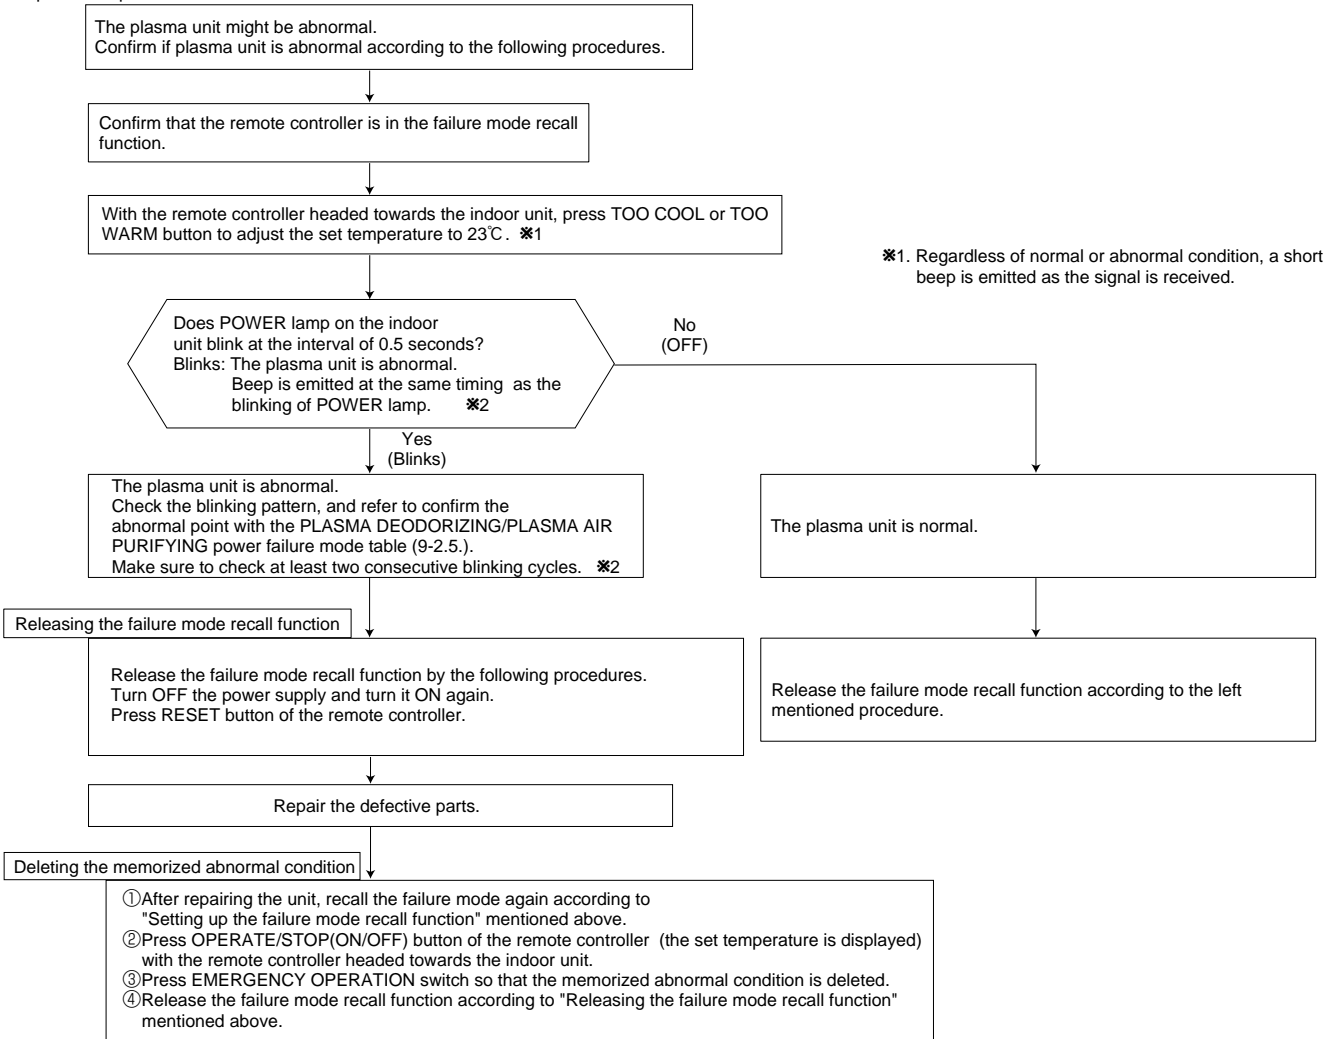 The plasma unit might be abnormal.
Confirm if plasma unit is abnormal according to the following procedures.
Confirm that the remote controller is in the failure mode recall
function.
With the remote controller headed towards the indoor unit, press TOO COOL or TOO
WARM button to adjust the set temperature to 23℃. ※1
※1. Regardless of normal or abnormal condition, a short
beep is emitted as the signal is received.
Does POWER lamp on the indoor
unit blink at the interval of 0.5 seconds?
Blinks: The plasma unit is abnormal.
Beep is emitted at the same timing as the
blinking of POWER lamp. ※2
No
(OFF)
Yes
(Blinks)
The plasma unit is abnormal.
Check the blinking pattern, and refer to confirm the
abnormal point with the PLASMA DEODORIZING/PLASMA AIR
PURIFYING power failure mode table (9-2.5.).
Make sure to check at least two consecutive blinking cycles. ※2
The plasma unit is normal.
Releasing the failure mode recall function
Release the failure mode recall function by the following procedures.
Turn OFF the power supply and turn it ON again.
Press RESET button of the remote controller.
Release the failure mode recall function according to the left
mentioned procedure.
Repair the defective parts.
Deleting the memorized abnormal condition
①After repairing the unit, recall the failure mode again according to
"Setting up the failure mode recall function" mentioned above.
②Press OPERATE/STOP(ON/OFF) button of the remote controller (the set temperature is displayed)
with the remote controller headed towards the indoor unit.
③Press EMERGENCY OPERATION switch so that the memorized abnormal condition is deleted.
④Release the failure mode recall function according to "Releasing the failure mode recall function"
mentioned above.